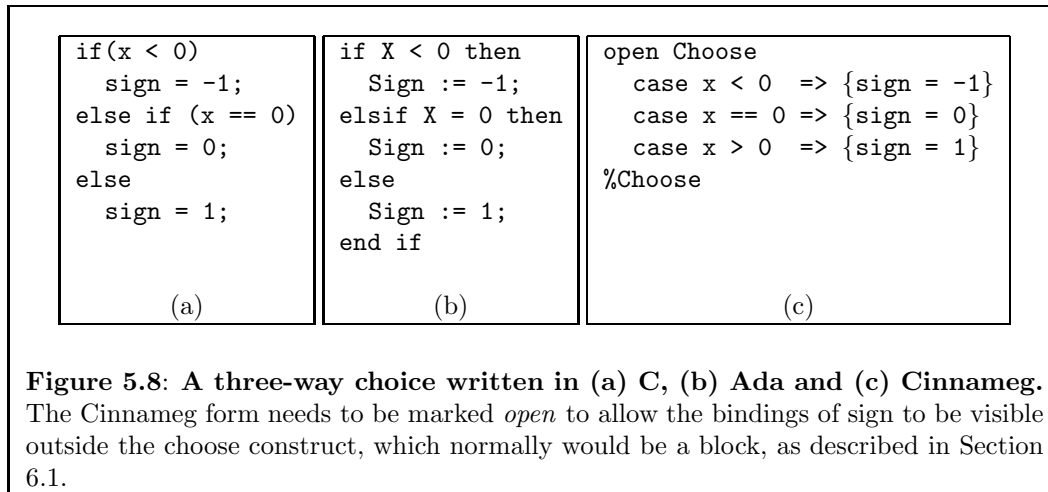 if(x < 0)
  sign = -1;
else if (x == 0)
  sign = 0;
else
  sign = 1;
(a)
if X < 0 then
  Sign := -1;
elsif X = 0 then
  Sign := 0;
else
  Sign := 1;
end if
(b)
open Choose
  case x < 0  => {sign = -1}
  case x == 0 => {sign = 0}
  case x > 0  => {sign = 1}
%Choose
(c)
Figure 5.8: A three-way choice written in (a) C, (b) Ada and (c) Cinnameg.
The Cinnameg form needs to be marked open to allow the bindings of sign to be visible
outside the choose construct, which normally would be a block, as described in Section
6.1.